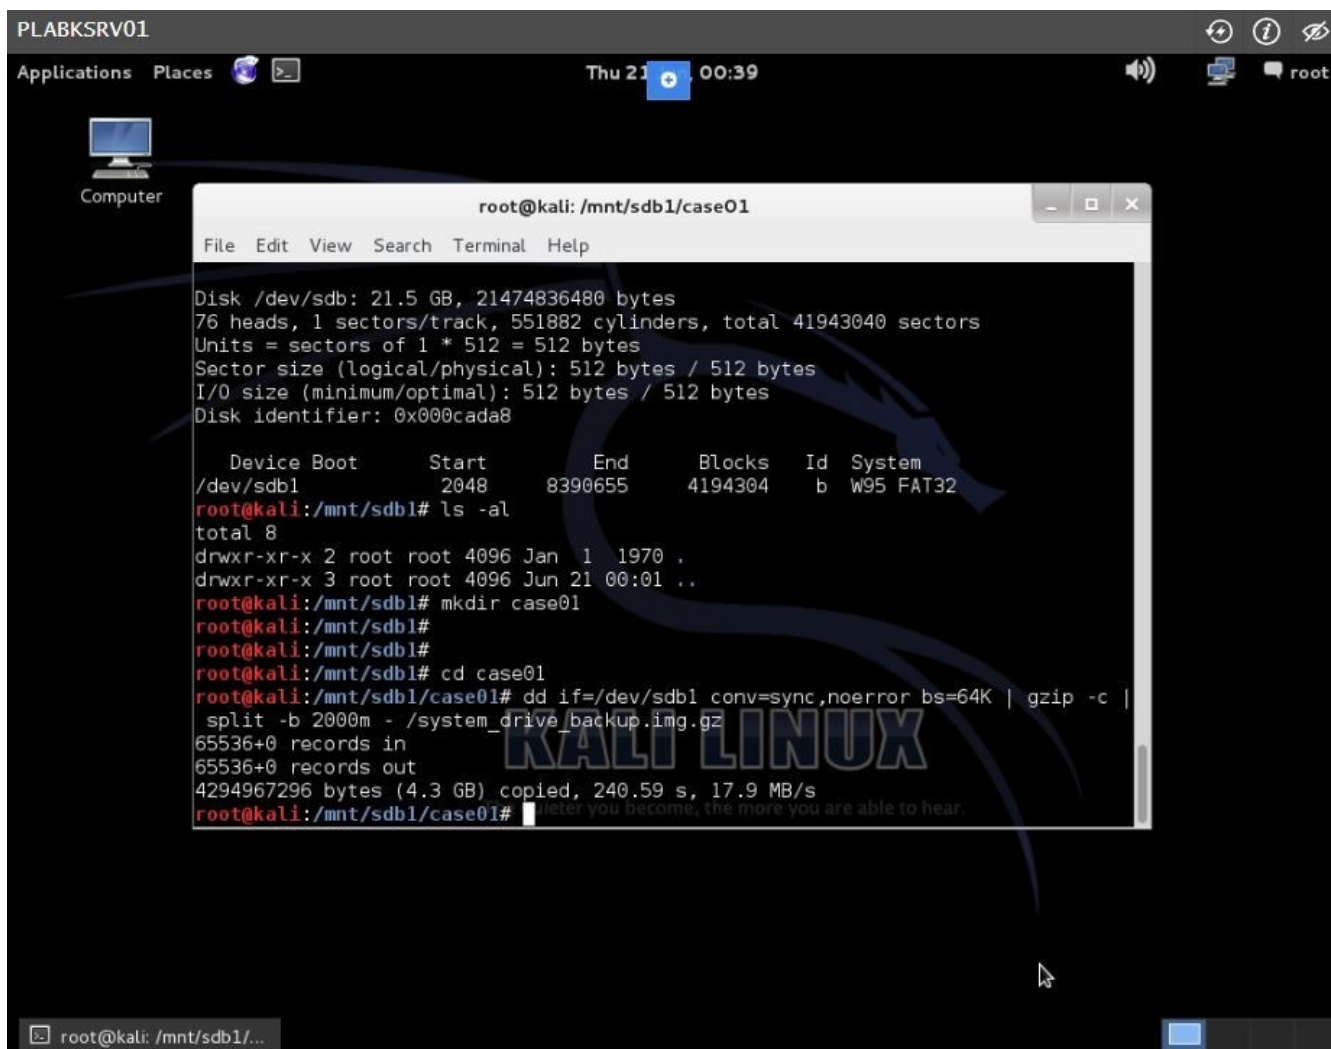 PLABKSRV01
Applications Places Thu 21 , 00:39 root
Computer
root@kali: /mnt/sdb1/case01
File Edit View Search Terminal Help
Disk /dev/sdb: 21.5 GB, 21474836480 bytes
76 heads, 1 sectors/track, 551882 cylinders, total 41943040 sectors
Units = sectors of 1 * 512 = 512 bytes
Sector size (logical/physical): 512 bytes / 512 bytes
I/O size (minimum/optimal): 512 bytes / 512 bytes
Disk identifier: 0x000cada8
Device Boot Start End Blocks Id System
/dev/sdb1 2048 8390655 4194304 b W95 FAT32
root@kali:/mnt/sdb1# ls -al
total 8
drwxr-xr-x 2 root root 4096 Jan 1 1970 .
drwxr-xr-x 3 root root 4096 Jun 21 00:01 ..
root@kali:/mnt/sdb1# mkdir case01
root@kali:/mnt/sdb1#
root@kali:/mnt/sdb1#
root@kali:/mnt/sdb1# cd case01
root@kali:/mnt/sdb1/case01# dd if=/dev/sdb1 conv=sync,noerror bs=64K | gzip -c |
split -b 2000m - /system_drive_backup.img.gz
KALI LINUX
65536+0 records in
65536+0 records out
4294967296 bytes (4.3 GB) copied, 240.59 s, 17.9 MB/s
root@kali:/mnt/sdb1/case01#
you become, the more you are able to hear.
root@kali: /mnt/sdb1/...